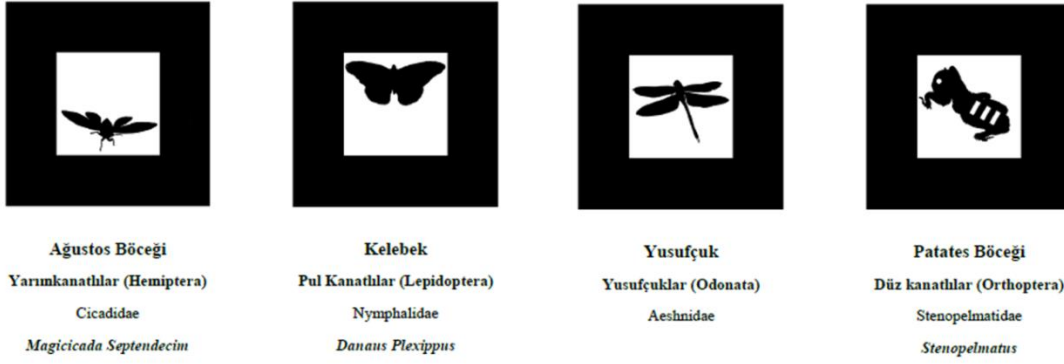 Ağustos Böceği
Yarımkanatlılar (Hemiptera)
Cicadidae
Magicicada Septendecim
Kelebek
Pul Kanatlılar (Lepidoptera)
Nymphalidae
Danaus Plexippus
Yusufçuk
Yusufçuklar (Odonata)
Aeshnidae
Patates Böceği
Düz kanatlılar (Orthoptera)
Stenopelmatidae
Stenopelmatus